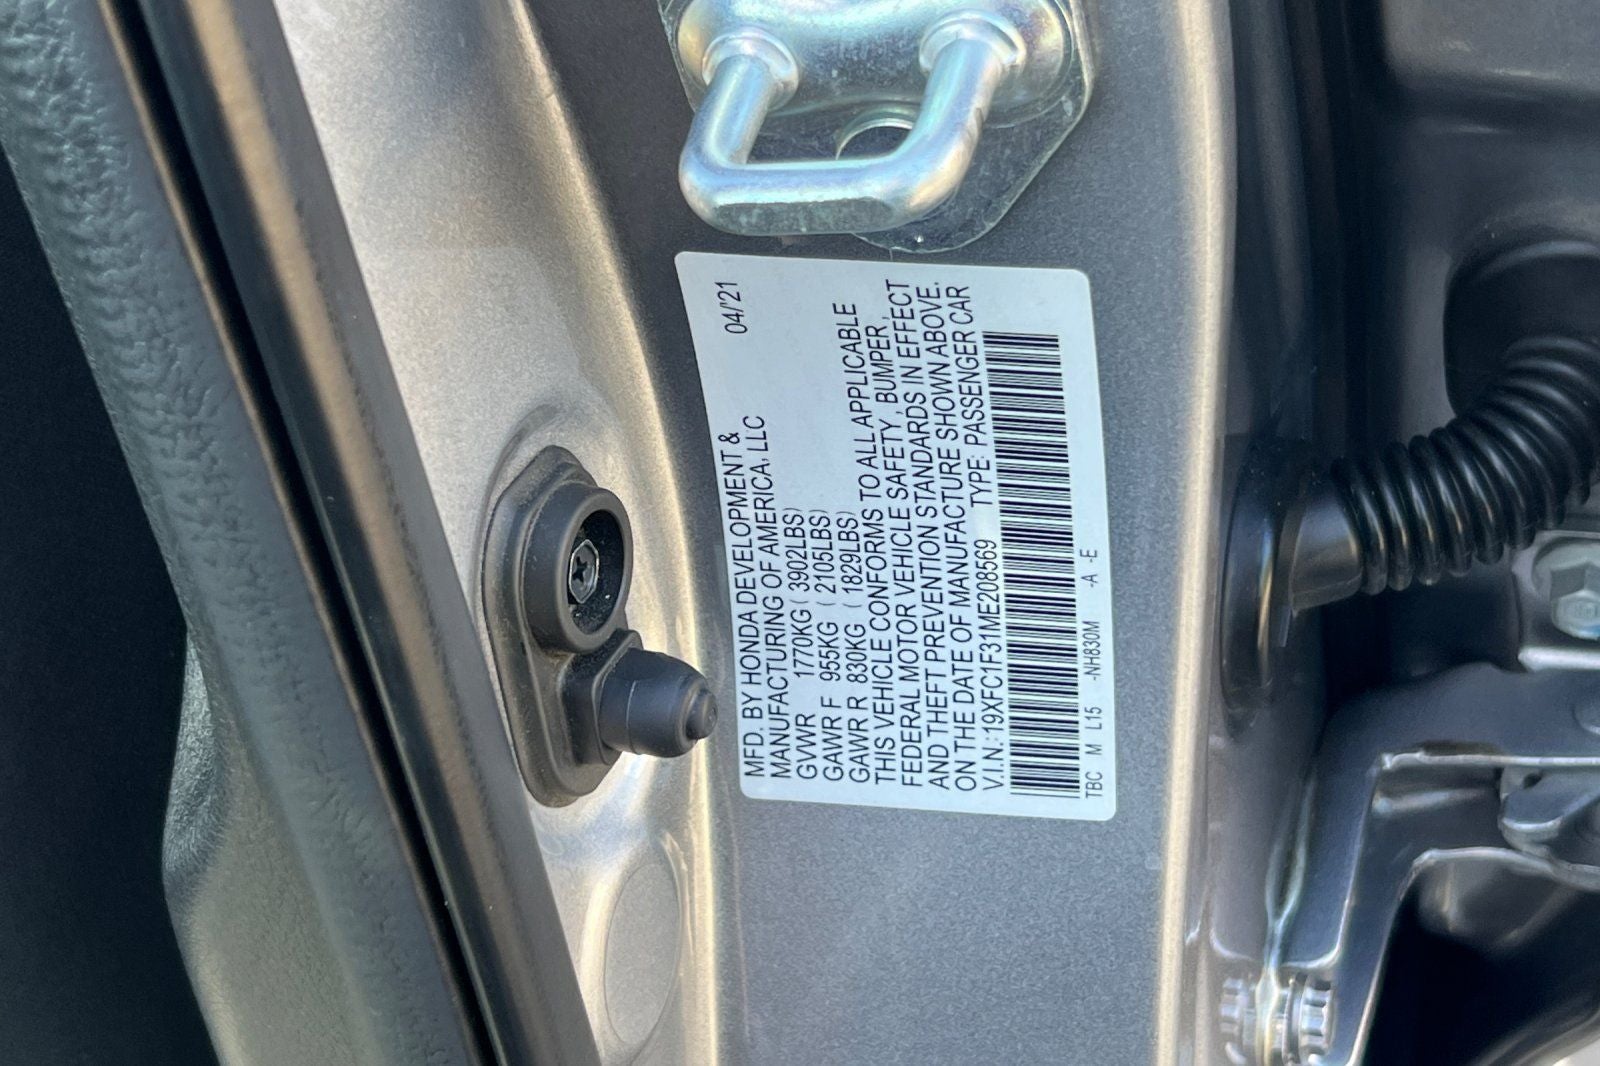 MFD. BY HONDA DEVELOPMENT & 04/'21
MANUFACTURING OF AMERICA, LLC
GVWR 1770KG ( 3902LBS)
GAWR F 955KG ( 2105LBS)
GAWR R 830KG ( 1829LBS)
THIS VEHICLE CONFORMS TO ALL APPLICABLE
FEDERAL MOTOR VEHICLE SAFETY, BUMPER,
AND THEFT PREVENTION STANDARDS IN EFFECT
ON THE DATE OF MANUFACTURE SHOWN ABOVE.
V.I.N.:19XFC1F31ME208569 TYPE: PASSENGER CAR
TBC M L15 -NH830M -A -E